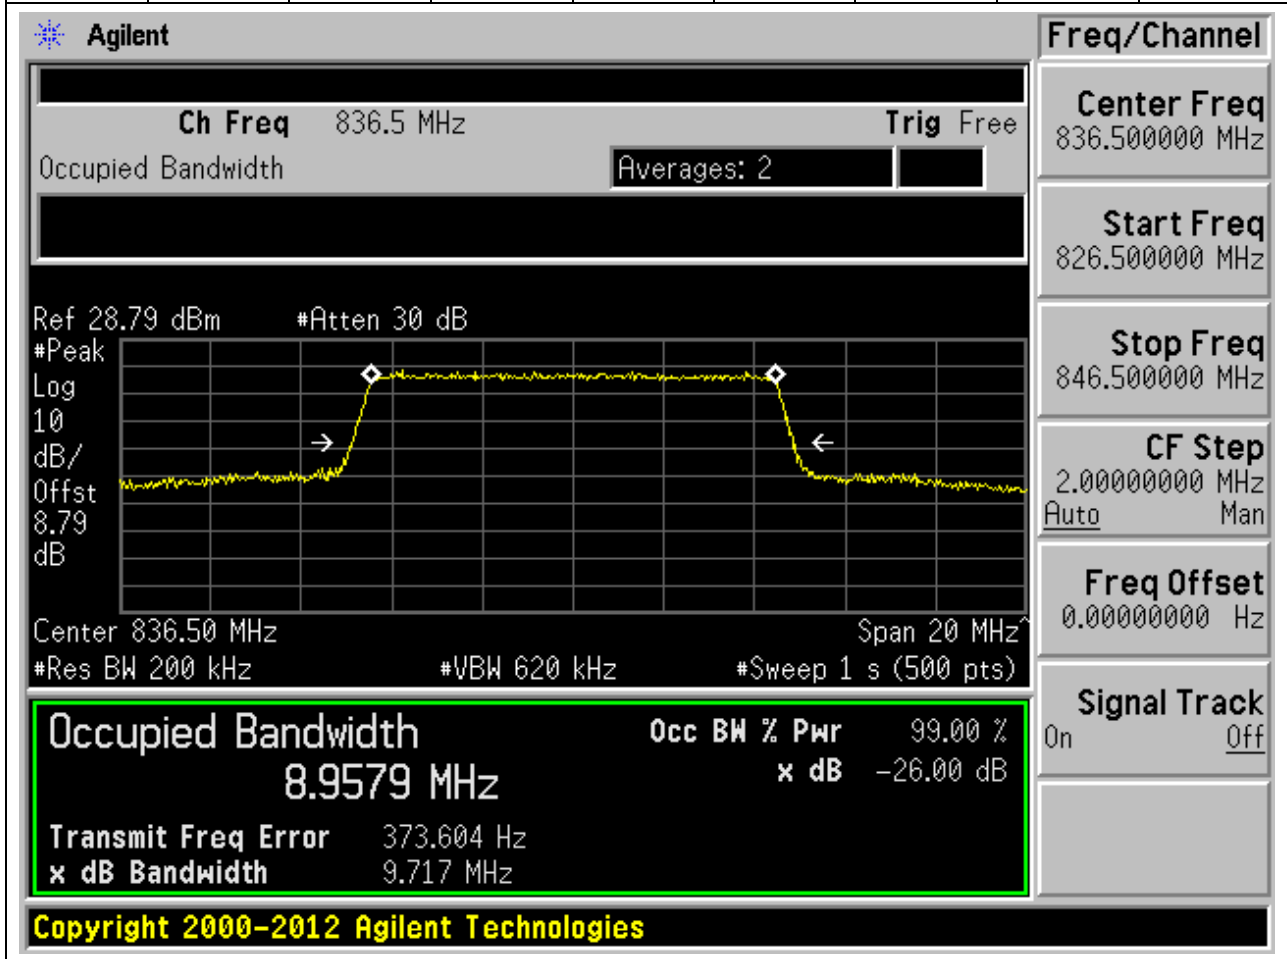 Agilent
Freq/Channel
Ch Freq 836.5 MHz Trig Free
Occupied Bandwidth Averages: 2
Center Freq
836.500000 MHz
Start Freq
826.500000 MHz
Stop Freq
846.500000 MHz
CF Step
2.00000000 MHz
Auto Man
Freq Offset
0.00000000 Hz
Signal Track
On Off
Ref 28.79 dBm #Atten 30 dB
#Peak
Log
10
dB/
Offst
8.79
dB
Center 836.50 MHz Span 20 MHz^
#Res BW 200 kHz #VBW 620 kHz #Sweep 1 s (500 pts)
Occupied Bandwidth Occ BW % Pwr 99.00 %
8.9579 MHz x dB -26.00 dB
Transmit Freq Error 373.604 Hz
x dB Bandwidth 9.717 MHz
Copyright 2000-2012 Agilent Technologies